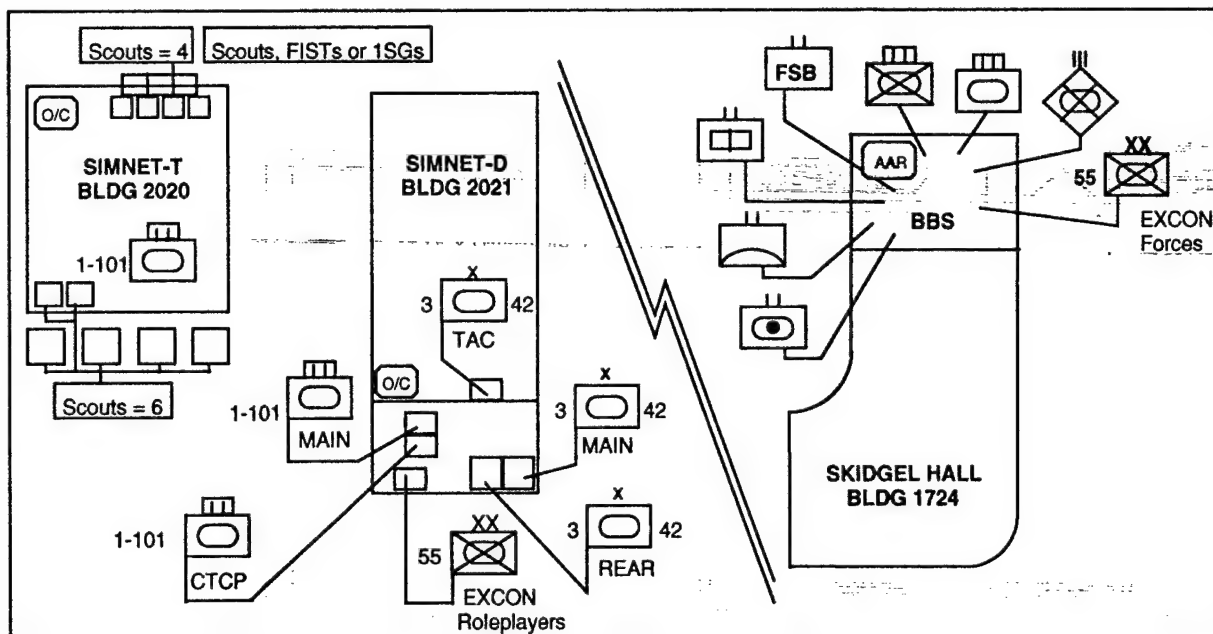 Scouts = 4
Scouts, FISTs or 1SGs
O/C
SIMNET-T
BLDG 2020
1-101
Scouts = 6
SIMNET-D
BLDG 2021
X
3 42
TAC
O/C
1-101
MAIN
X
3 42
MAIN
1-101
CTCP
XX
55
EXCON
Roleplayers
X
3 42
REAR
FSB
AAR
BBS
XX
55
EXCON
Forces
SKIDGEL HALL
BLDG 1724